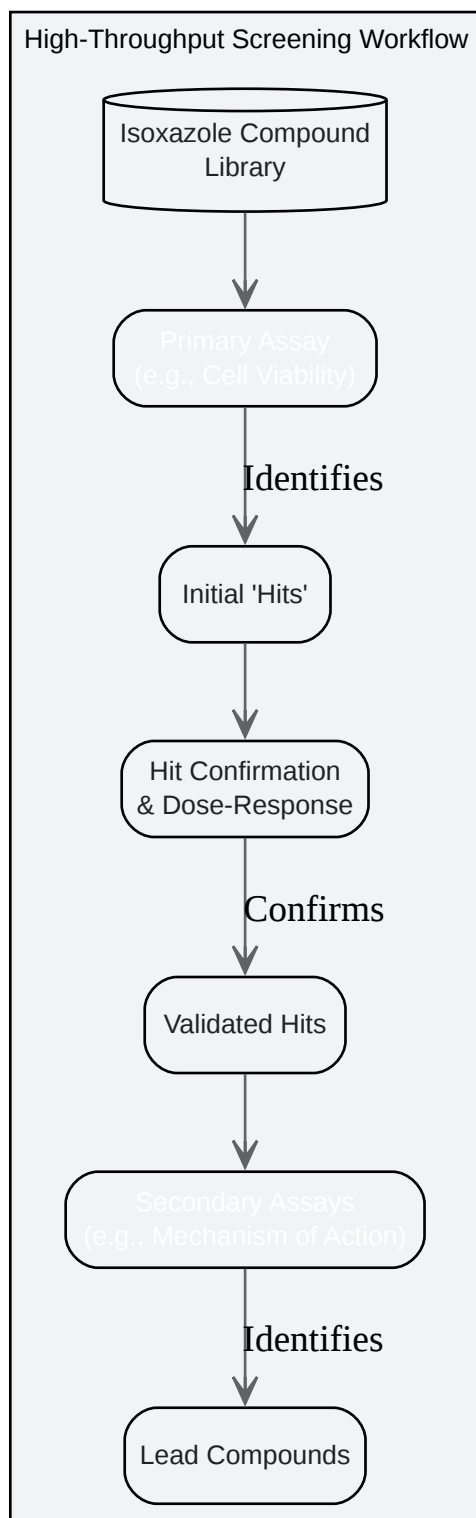 High-Throughput Screening Workflow
Isoxazole Compound
Library
Primary Assay
(e.g., Cell Viability)
Identifies
Initial 'Hits'
Hit Confirmation
& Dose-Response
Confirms
Validated Hits
Secondary Assays
(e.g., Mechanism of Action)
Identifies
Lead Compounds